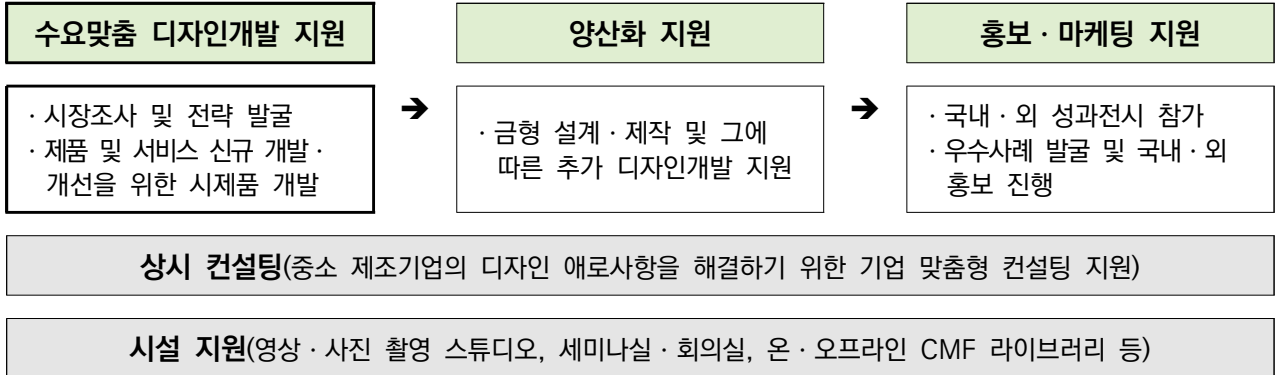 수요맞춤 디자인개발 지원
· 시장조사 및 전략 발굴
· 제품 및 서비스 신규 개발 ·
개선을 위한 시제품 개발
➔
양산화 지원
· 금형 설계 · 제작 및 그에
따른 추가 디자인개발 지원
➔
홍보 · 마케팅 지원
· 국내 · 외 성과전시 참가
· 우수사례 발굴 및 국내 · 외
홍보 진행
상시 컨설팅(중소 제조기업의 디자인 애로사항을 해결하기 위한 기업 맞춤형 컨설팅 지원)
시설 지원(영상 · 사진 촬영 스튜디오, 세미나실 · 회의실, 온 · 오프라인 CMF 라이브러리 등)